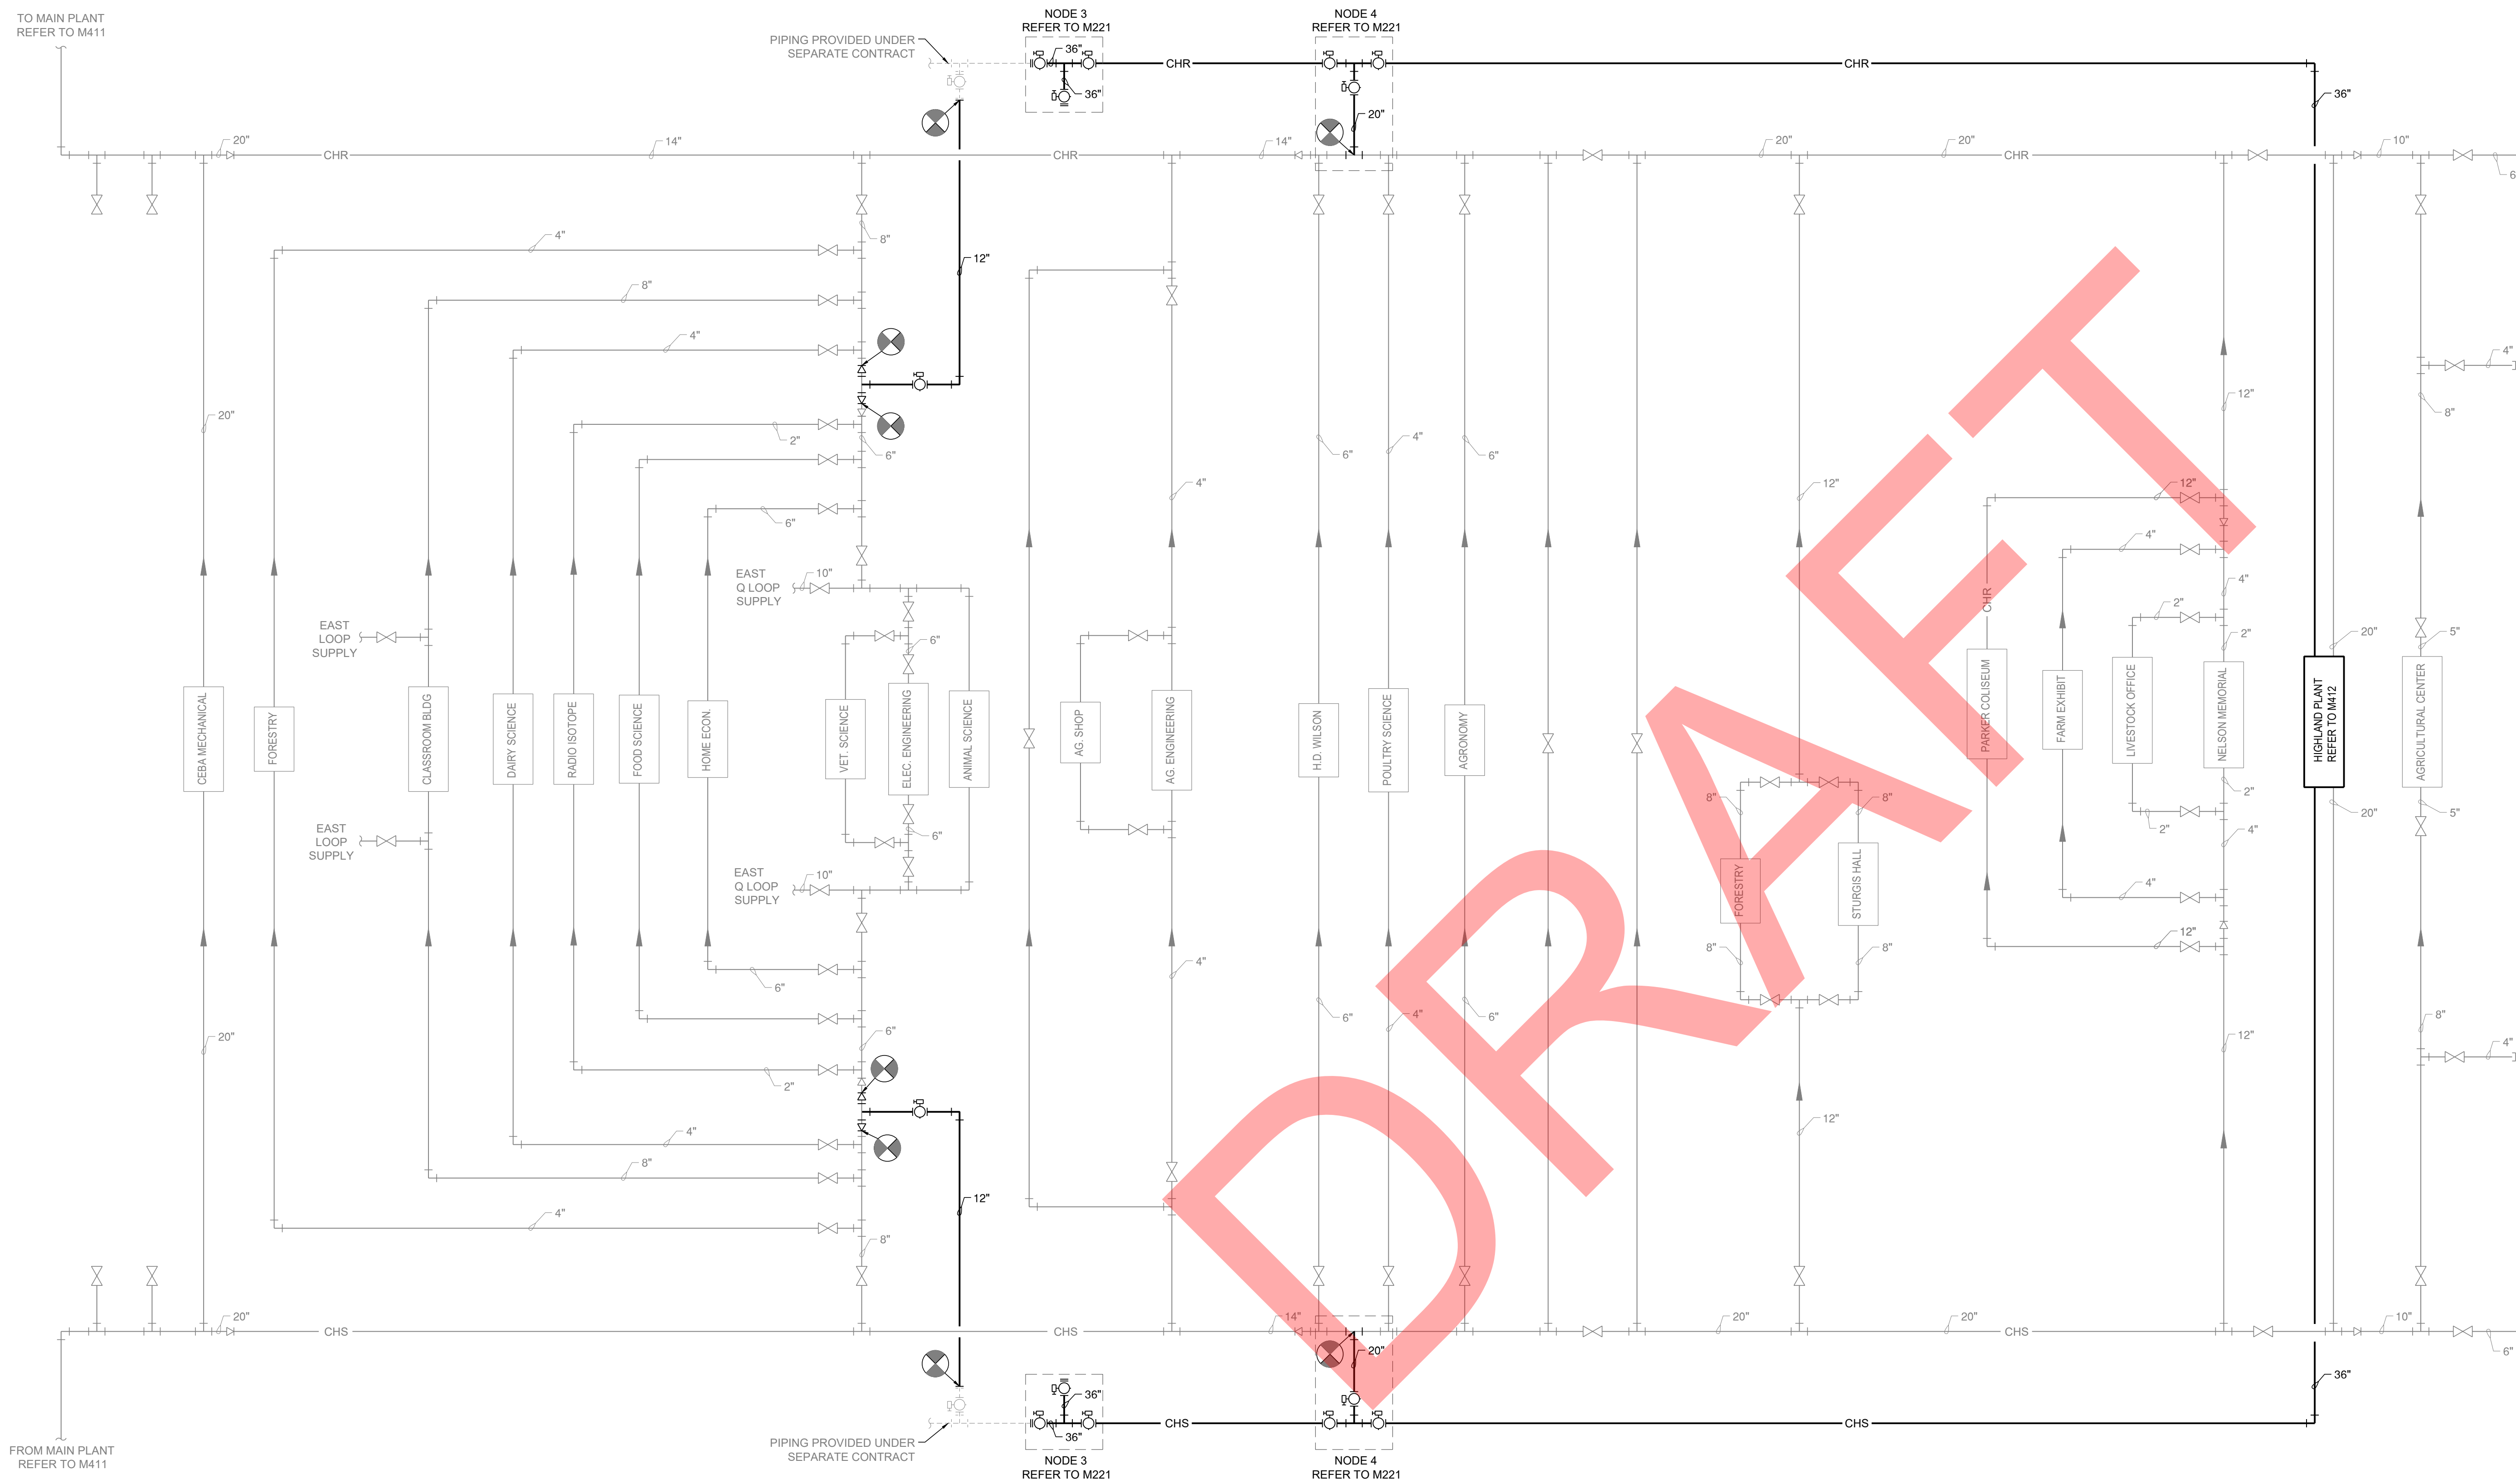 TO MAIN PLANT
REFER TO M411
PIPING PROVIDED UNDER
SEPARATE CONTRACT
NODE 3
REFER TO M221
NODE 4
REFER TO M221
36"
36"
CHR
CHR
20"
36"
20"
CHR
14"
CHR
14"
20"
20"
CHR
10"
6
4"
8"
12"
8"
4"
4"
20"
2"
6"
6"
4"
6"
4"
6"
12"
12"
8"
12"
12"
4"
4"
CHR
2"
2"
EAST
Q LOOP
SUPPLY
10"
EAST
LOOP
SUPPLY
6"
20"
5"
CEBA MECHANICAL
FORESTRY
CLASSROOM BLDG
DAIRY SCIENCE
RADIO ISOTOPE
FOOD SCIENCE
HOME ECON.
VET. SCIENCE
ELEC. ENGINEERING
ANIMAL SCIENCE
AG. SHOP
AG. ENGINEERING
H.D. WILSON
POULTRY SCIENCE
AGRONOMY
PARKER COLISEUM
FARM EXHIBIT
LIVESTOCK OFFICE
NELSON MEMORIAL
HIGHLAND PLANT
REFER TO M412
AGRICULTURAL CENTER
EAST
LOOP
SUPPLY
6"
8"
8"
2"
2"
4"
20"
5"
FORESTRY
STURGIS HALL
EAST
Q LOOP
SUPPLY
10"
4"
8"
8"
12"
6"
4"
6"
4"
6"
20"
6"
12"
8"
4"
2"
12"
4"
8"
4"
12"
8"
DRAFT
20"
CHS
CHS
14"
20"
20"
CHS
10"
6"
20"
36"
36"
36"
CHS
CHS
PIPING PROVIDED UNDER
SEPARATE CONTRACT
FROM MAIN PLANT
REFER TO M411
NODE 3
REFER TO M221
NODE 4
REFER TO M221